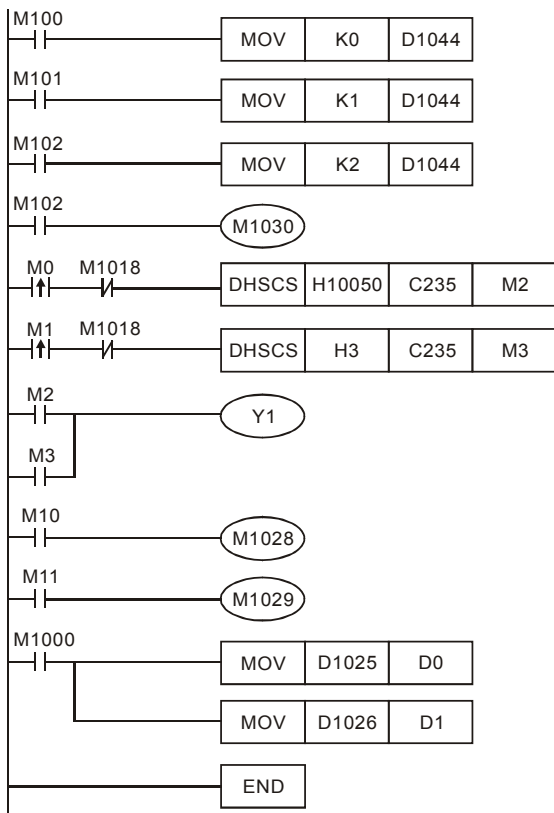 M100
MOV K0 D1044
M101
MOV K1 D1044
M102
MOV K2 D1044
M102
M1030
M0 M1018
DHSCS H10050 C235 M2
M1 M1018
DHSCS H3 C235 M3
M2
Y1
M3
M10
M1028
M11
M1029
M1000
MOV D1025 D0
MOV D1026 D1
END